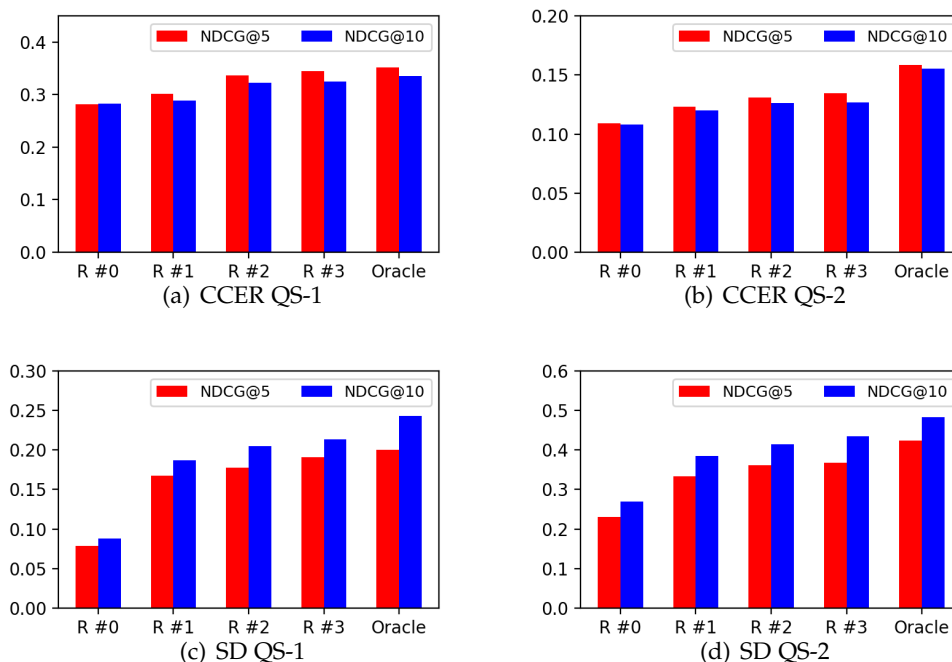 NDCG@5 NDCG@10
0.4
0.3
0.2
0.1
0.0
R #0 R #1 R #2 R #3 Oracle
(a) CCER QS-1
0.20
NDCG@5 NDCG@10
0.15
0.10
0.05
0.00
R #0 R #1 R #2 R #3 Oracle
(b) CCER QS-2
0.30
NDCG@5 NDCG@10
0.25
0.20
0.15
0.10
0.05
0.00
R #0 R #1 R #2 R #3 Oracle
(c) SD QS-1
0.6
NDCG@5 NDCG@10
0.5
0.4
0.3
0.2
0.1
0.0
R #0 R #1 R #2 R #3 Oracle
(d) SD QS-2